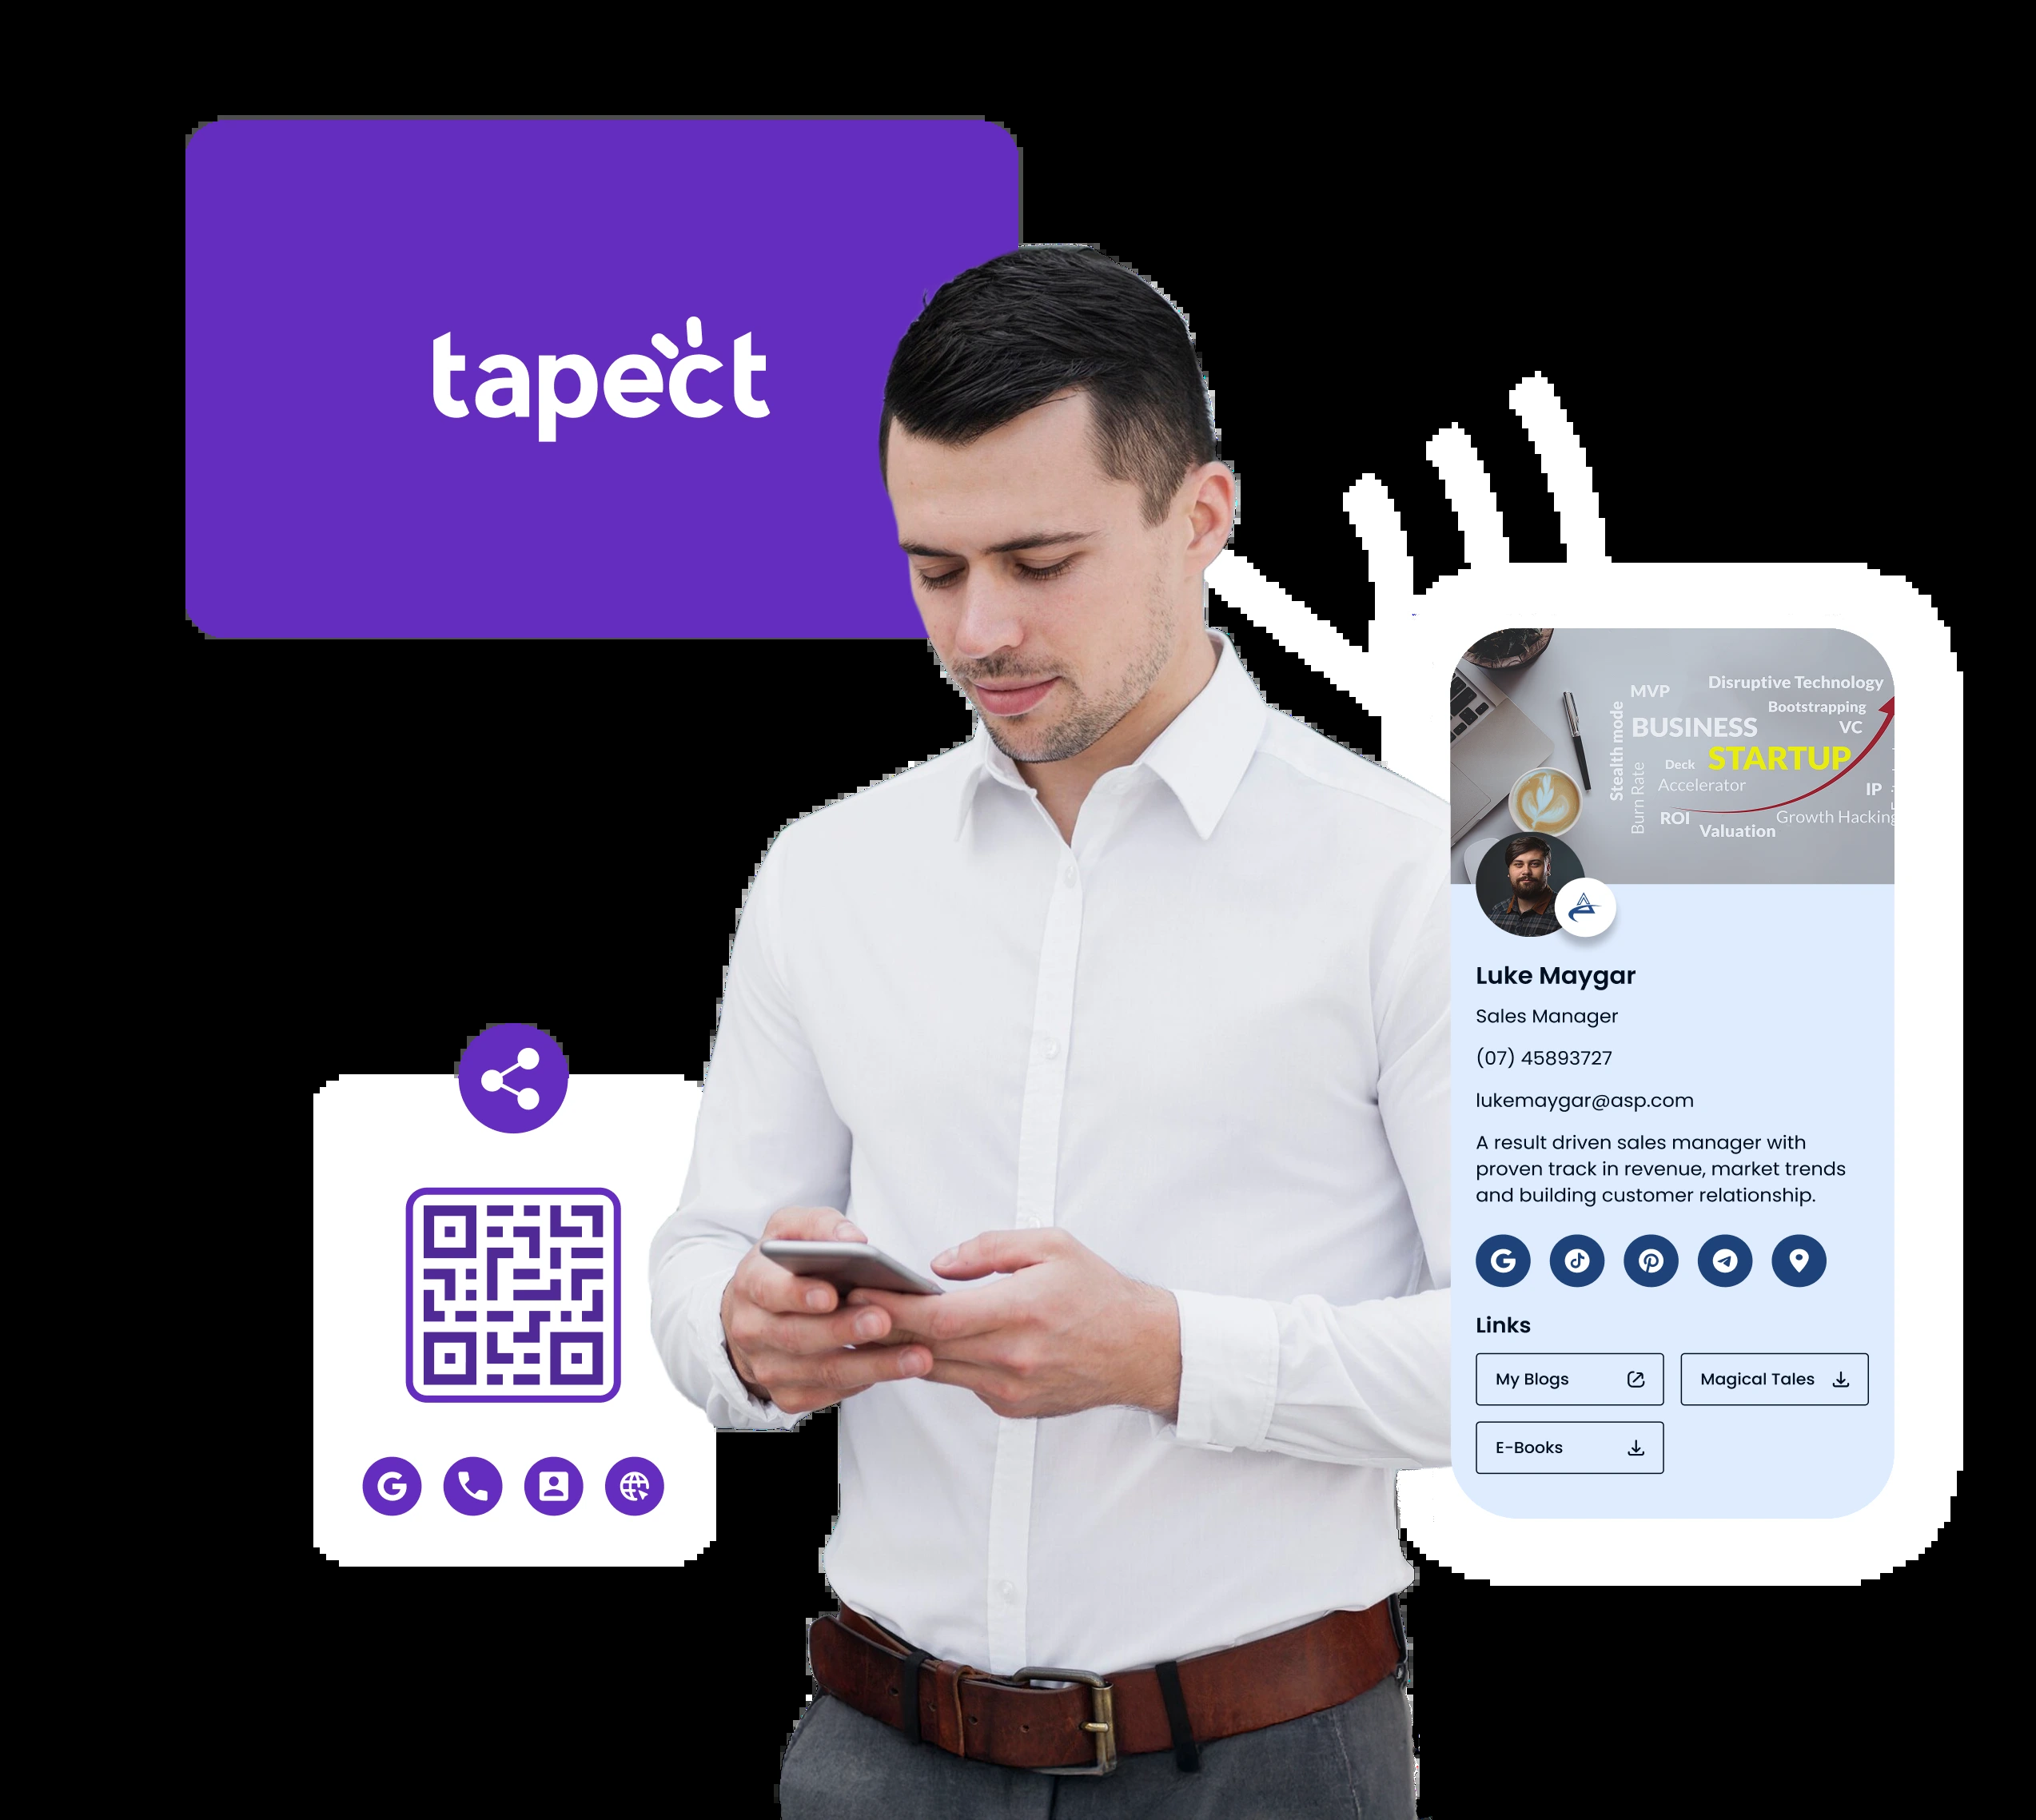 tapect
MVP
Disruptive Technology
Bootstrapping
Stealth mode
BUSINESS
VC
Deck
STARTUP
Burn Rate
Accelerator
IP
ROI
Growth Hacking
Valuation
Luke Maygar
Sales Manager
(07) 45893727
lukemaygar@asp.com
A result driven sales manager with
proven track in revenue, market trends
and building customer relationship.
Links
My Blogs
Magical Tales
E-Books